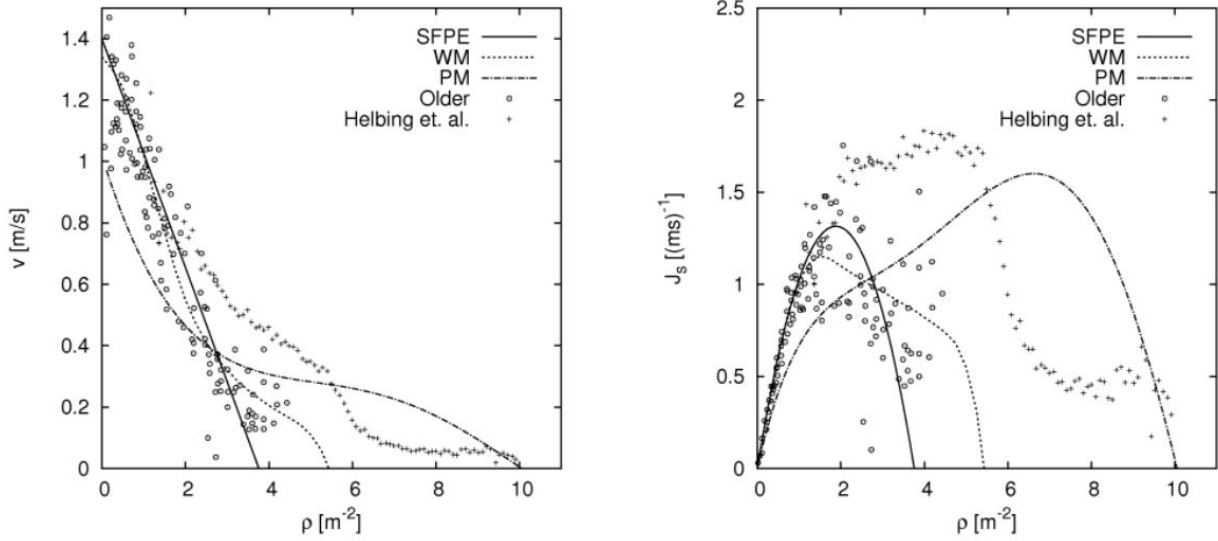 1.4
1.2
1
0.8
0.6
0.4
0.2
0
v [m/s]
0 2 4 6 8 10
ρ [m⁻²]
SFPE
WM
PM
Older
Helbing et. al.
2.5
2
1.5
1
0.5
0
J_S [(ms)⁻¹]
0 2 4 6 8 10
ρ [m⁻²]
SFPE
WM
PM
Older
Helbing et. al.